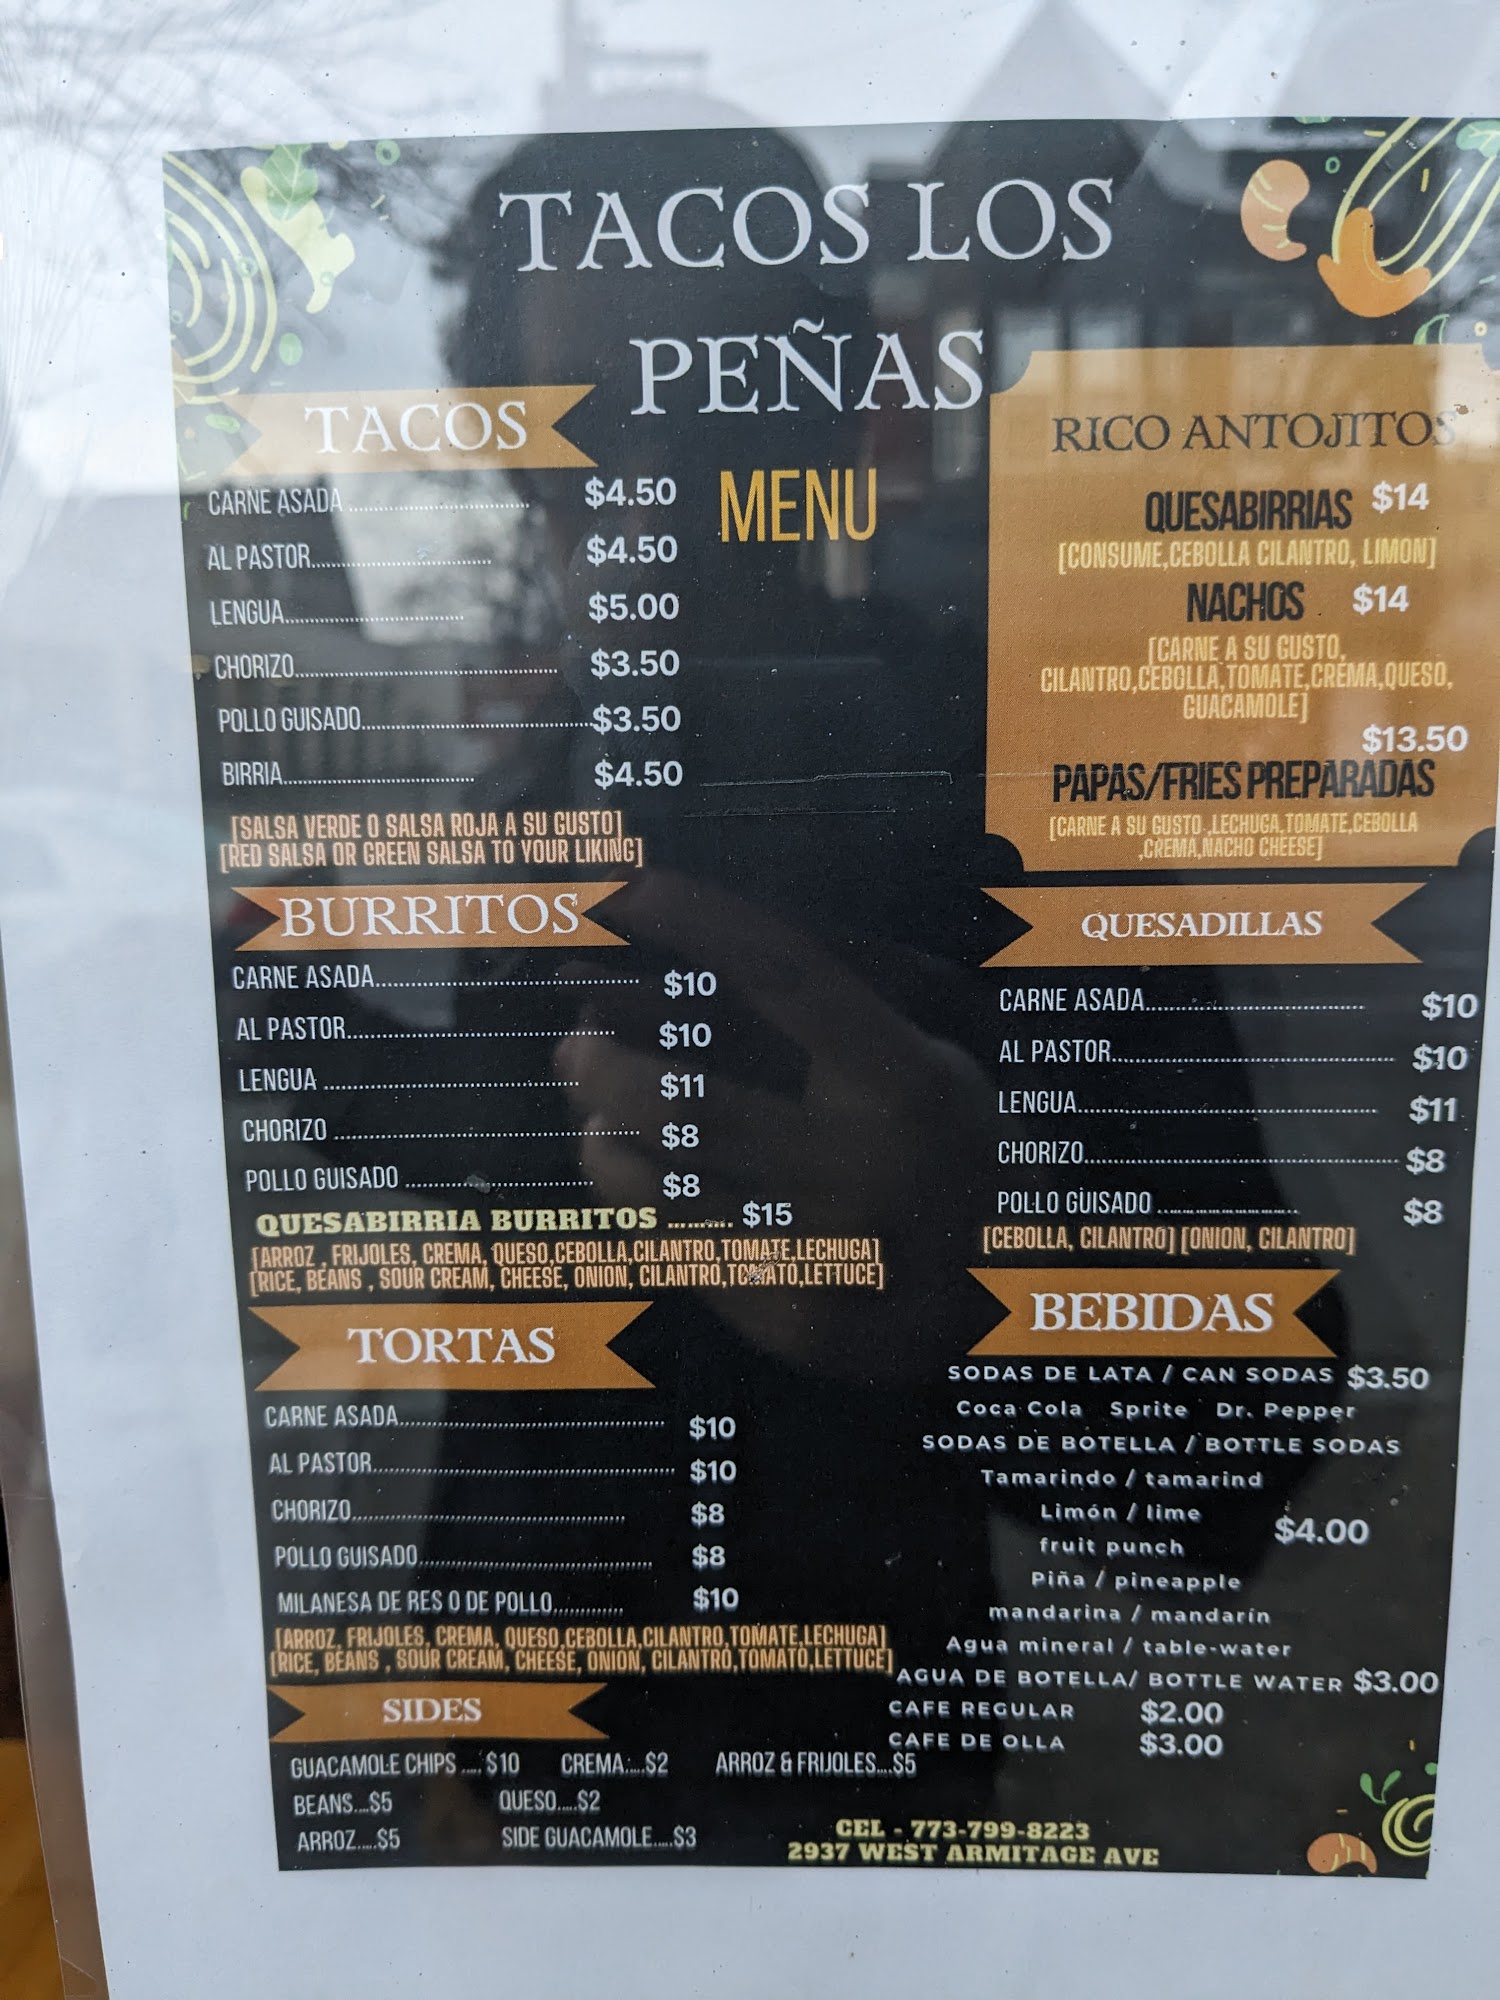 TACOS LOS
PEÑAS
MENU
TACOS
CARNE ASADA .............................. $4.50
AL PASTOR.............................. $4.50
LENGUA.............................. $5.00
CHORIZO............................................ $3.50
POLLO GUISADO.......................................$3.50
BIRRIA................................ $4.50
[SALSA VERDE O SALSA ROJA A SU GUSTO]
[RED SALSA OR GREEN SALSA TO YOUR LIKING]
BURRITOS
CARNE ASADA............................................ $10
AL PASTOR............................................. $10
LENGUA ........................................... $11
CHORIZO ................................................... $8
POLLO GUISADO ............................... $8
QUESABIRRIA BURRITOS .......... $15
[ARROZ , FRIJOLES, CREMA, QUESO,CEBOLLA,CILANTRO,TOMATE,LECHUGA]
[RICE, BEANS , SOUR CREAM, CHEESE, ONION, CILANTRO,TOMATO,LETTUCE]
TORTAS
CARNE ASADA............................................ $10
AL PASTOR.................................................. $10
CHORIZO............................................. $8
POLLO GUISADO....................................... $8
MILANESA DE RES O DE POLLO............ $10
[ARROZ, FRIJOLES, CREMA, QUESO,CEBOLLA,CILANTRO,TOMATE,LECHUGA]
[RICE, BEANS , SOUR CREAM, CHEESE, ONION, CILANTRO,TOMATO,LETTUCE]
SIDES
GUACAMOLE CHIPS ..... $10 CREMA.....$2 ARROZ & FRIJOLES....$5
BEANS....$5 QUESO.....$2
ARROZ.....$5 SIDE GUACAMOLE.....$3
RICO ANTOJITOS
QUESABIRRIAS $14
[CONSUME,CEBOLLA CILANTRO, LIMON]
NACHOS $14
[CARNE A SU GUSTO,
CILANTRO,CEBOLLA,TOMATE,CREMA,QUESO,
GUACAMOLE]
$13.50
PAPAS/FRIES PREPARADAS
[CARNE A SU GUSTO ,LECHUGA,TOMATE,CEBOLLA
,CREMA,NACHO CHEESE]
QUESADILLAS
CARNE ASADA..................................... $10
AL PASTOR............................................... $10
LENGUA.................................................. $11
CHORIZO.................................................... $8
POLLO GUISADO ........................ $8
[CEBOLLA, CILANTRO] [ONION, CILANTRO]
BEBIDAS
SODAS DE LATA / CAN SODAS $3.50
Coca Cola Sprite Dr. Pepper
SODAS DE BOTELLA / BOTTLE SODAS
Tamarindo / tamarind
Limón / lime
$4.00
fruit punch
Piña / pineapple
mandarina / mandarín
Agua mineral / table-water
AGUA DE BOTELLA/ BOTTLE WATER $3.00
CAFE REGULAR $2.00
CAFE DE OLLA $3.00
CEL - 773-799-8223
2937 WEST ARMITAGE AVE